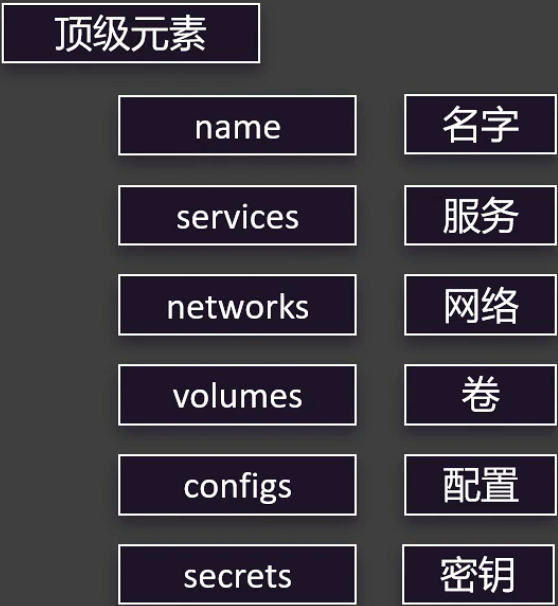 顶级元素
name 名字
services 服务
networks 网络
volumes 卷
configs 配置
secrets 密钥